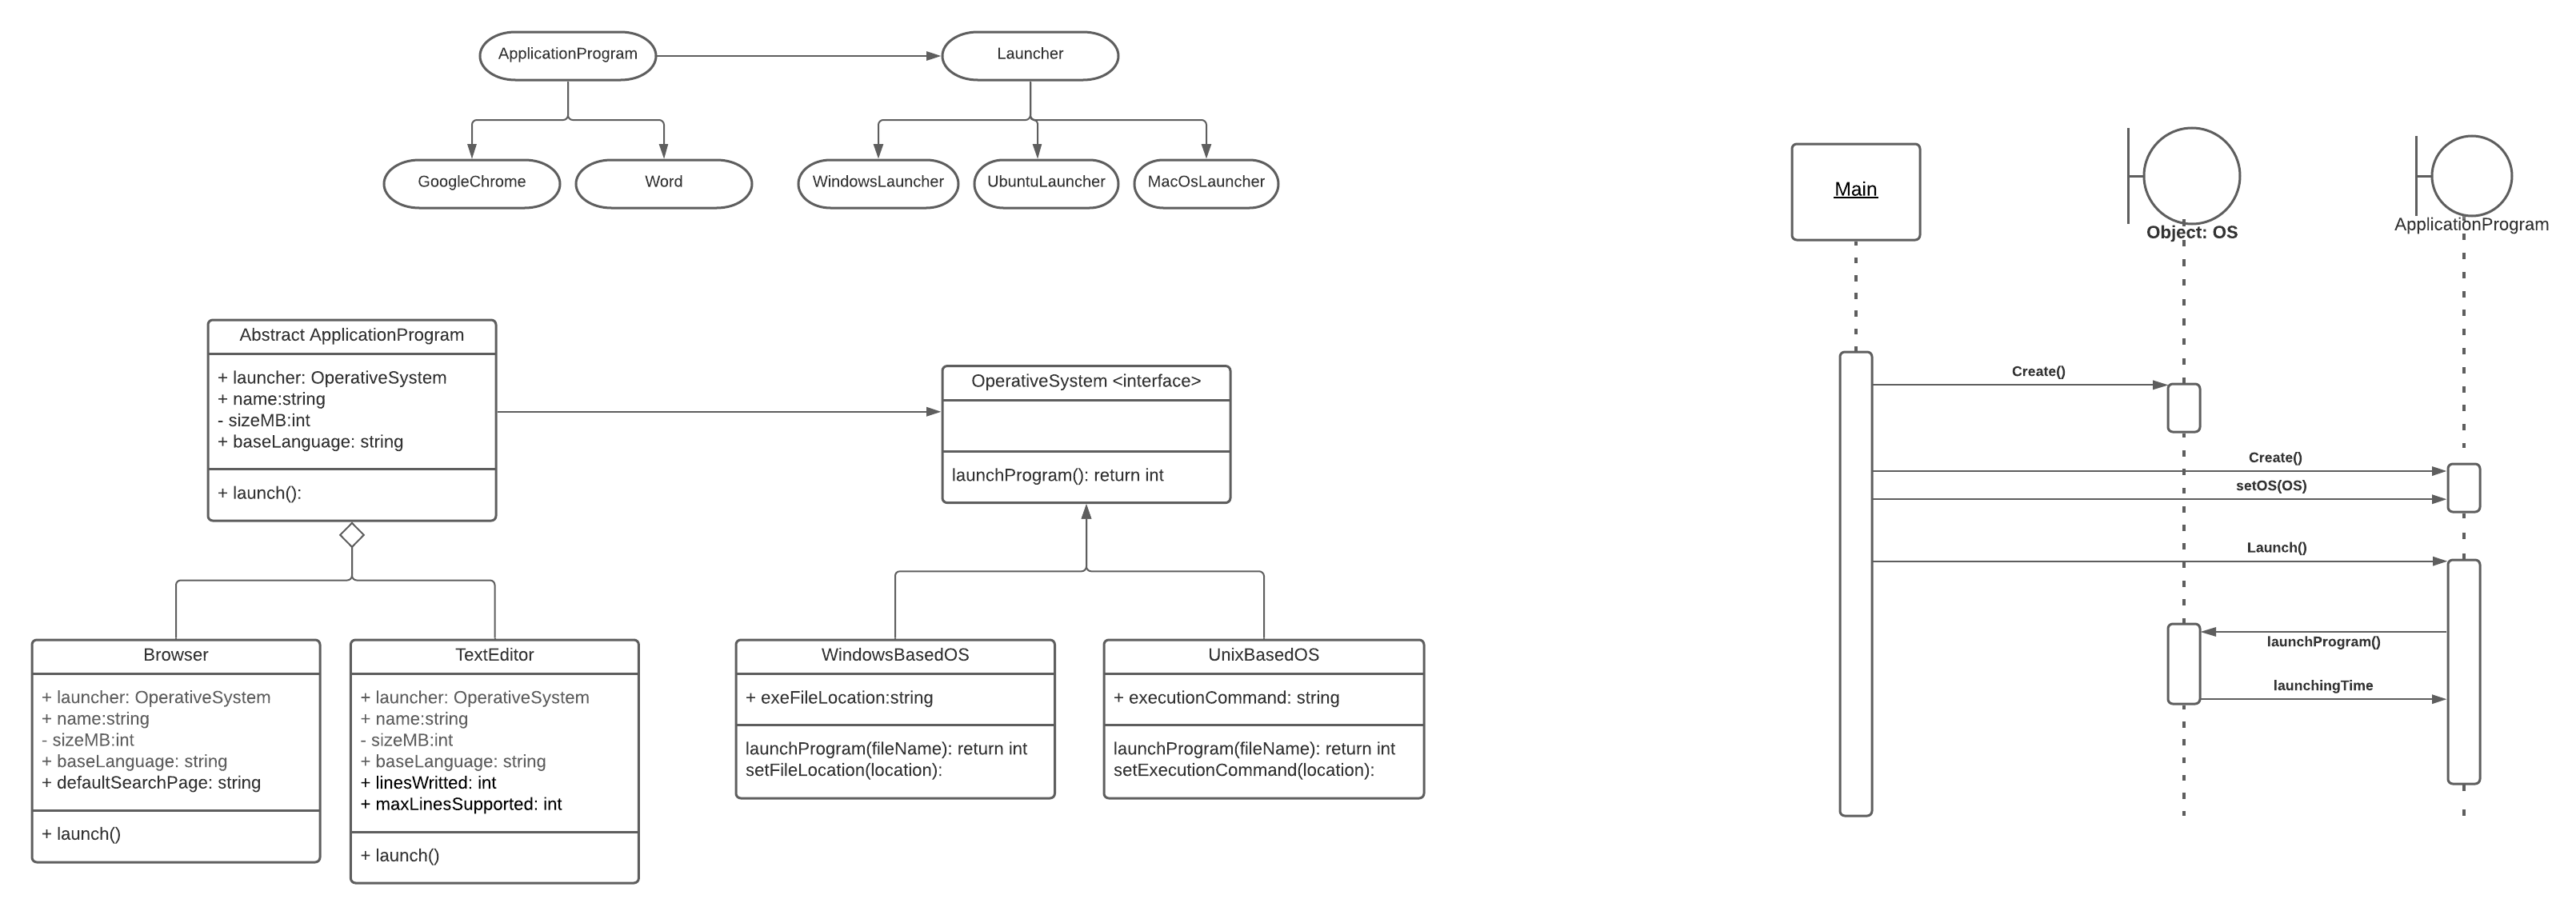 ApplicationProgram
Launcher
GoogleChrome
Word
WindowsLauncher
UbuntuLauncher
MacOsLauncher
Abstract ApplicationProgram
+ launcher: OperativeSystem
+ name:string
- sizeMB:int
+ baseLanguage: string
+ launch():
OperativeSystem <interface>
launchProgram(): return int
Browser
+ launcher: OperativeSystem
+ name:string
- sizeMB:int
+ baseLanguage: string
+ defaultSearchPage: string
+ launch()
TextEditor
+ launcher: OperativeSystem
+ name:string
- sizeMB:int
+ baseLanguage: string
+ linesWritted: int
+ maxLinesSupported: int
+ launch()
WindowsBasedOS
+ exeFileLocation:string
launchProgram(fileName): return int
setFileLocation(location):
UnixBasedOS
+ executionCommand: string
launchProgram(fileName): return int
setExecutionCommand(location):
Main
Object: OS
ApplicationProgram
Create()
Create()
setOS(OS)
Launch()
launchProgram()
launchingTime